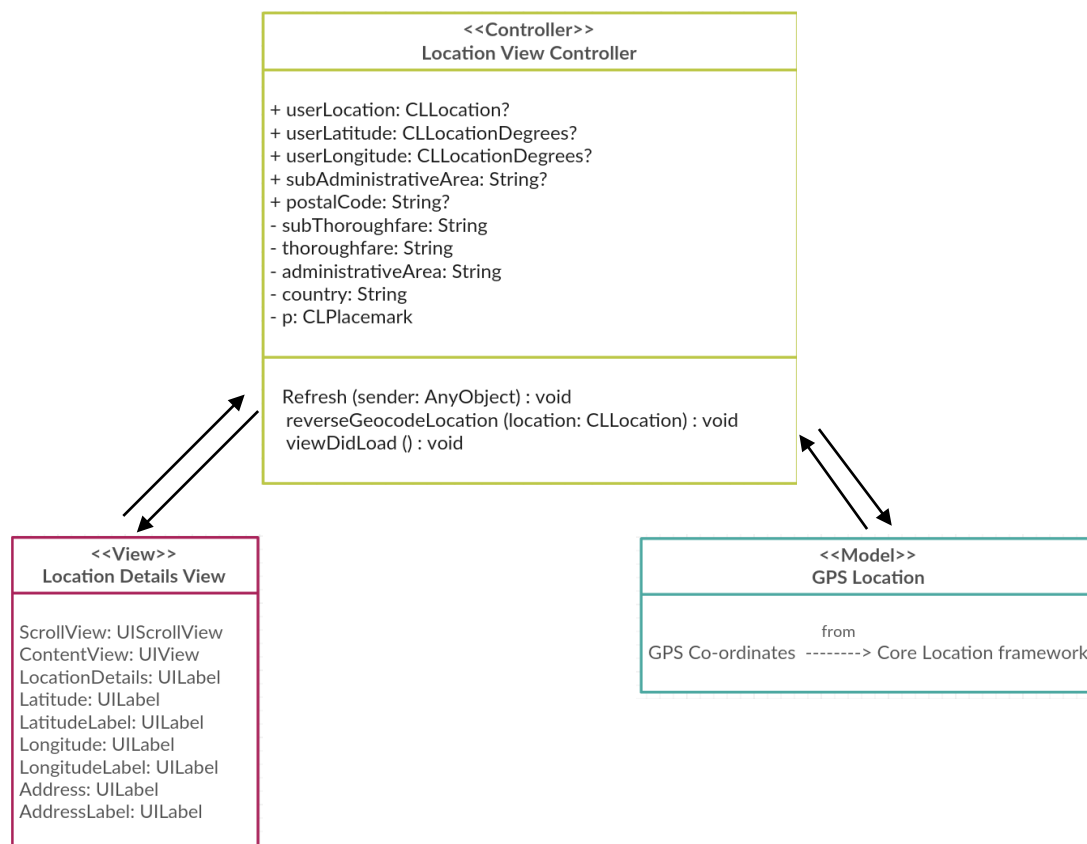 <<Controller>>
Location View Controller
+ userLocation: CLLocation?
+ userLatitude: CLLocationDegrees?
+ userLongitude: CLLocationDegrees?
+ subAdministrativeArea: String?
+ postalCode: String?
- subThoroughfare: String
- thoroughfare: String
- administrativeArea: String
- country: String
- p: CLPlacemark
Refresh (sender: AnyObject) : void
reverseGeocodeLocation (location: CLLocation) : void
viewDidLoad () : void
<<View>>
Location Details View
ScrollView: UIScrollView
ContentView: UIView
LocationDetails: UILabel
Latitude: UILabel
LatitudeLabel: UILabel
Longitude: UILabel
LongitudeLabel: UILabel
Address: UILabel
AddressLabel: UILabel
<<Model>>
GPS Location
from
GPS Co-ordinates --------> Core Location framework